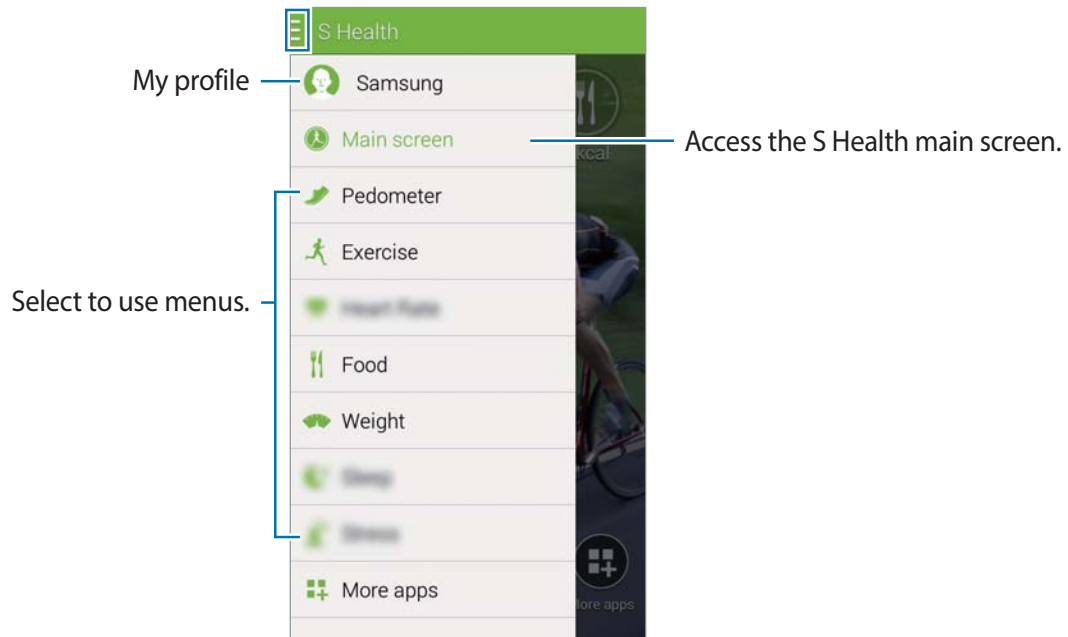 S Health
My profile
Samsung
Main screen
Access the S Health main screen.
kcal
Pedometer
Exercise
Select to use menus.
Food
Weight
More apps
More apps